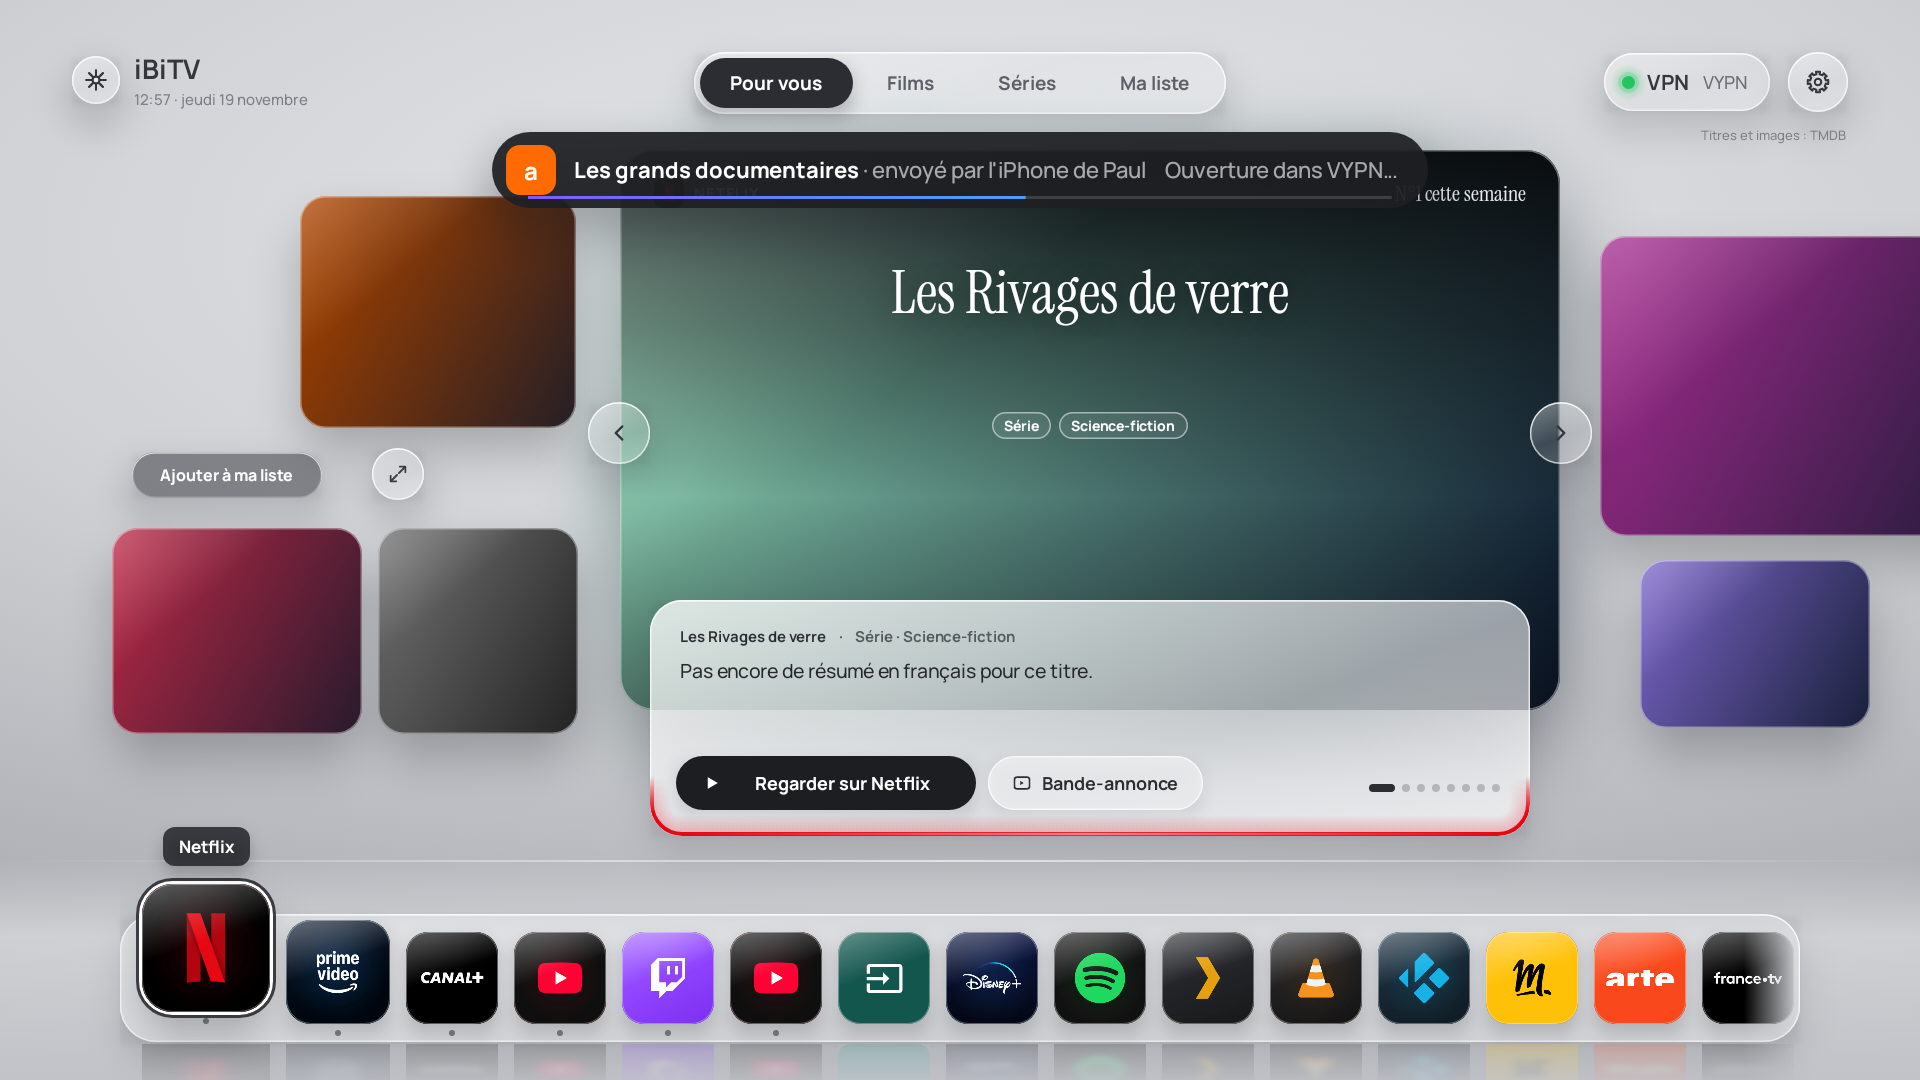 iBiTV
12:57 · jeudi 19 novembre
Pour vous
Films
Séries
Ma liste
VPN VYPN
Titres et images : TMDB
a
Les grands documentaires · envoyé par l'iPhone de Paul Ouverture dans VYPN...
NETFLIX
N°1 cette semaine
Les Rivages de verre
Série
Science-fiction
Ajouter à ma liste
Les Rivages de verre · Série · Science-fiction
Pas encore de résumé en français pour ce titre.
Regarder sur Netflix
Bande-annonce
Netflix
N
prime video
CANAL+
Disney+
m.
arte
france•tv